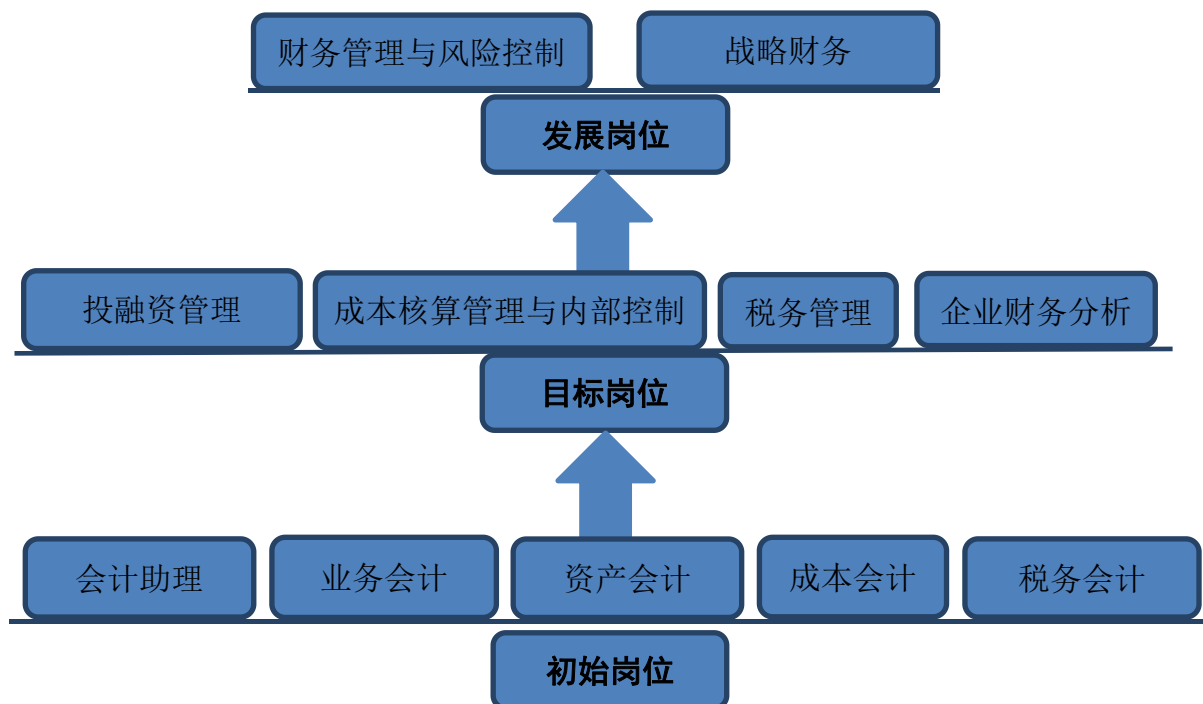 财务管理与风险控制
战略财务
发展岗位
投融资管理
成本核算管理与内部控制
税务管理
企业财务分析
目标岗位
会计助理
业务会计
资产会计
成本会计
税务会计
初始岗位